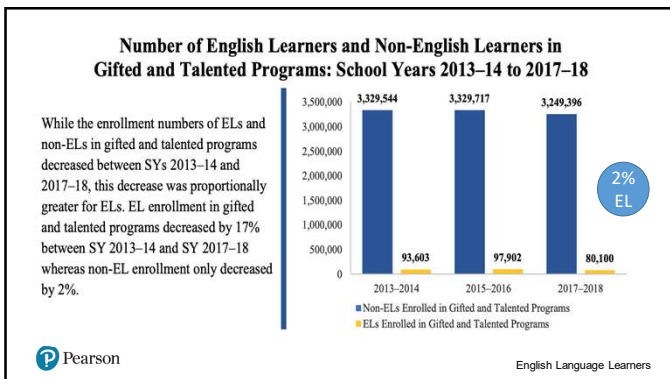 Number of English Learners and Non-English Learners in
Gifted and Talented Programs: School Years 2013–14 to 2017–18
While the enrollment numbers of ELs and
non-ELs in gifted and talented programs
decreased between SYs 2013–14 and
2017–18, this decrease was proportionally
greater for ELs. EL enrollment in gifted
and talented programs decreased by 17%
between SY 2013–14 and SY 2017–18
whereas non-EL enrollment only decreased
by 2%.
3,500,000
3,000,000
2,500,000
2,000,000
1,500,000
1,000,000
500,000
0
3,329,544
3,329,717
3,249,396
93,603
97,902
80,100
2013–2014
2015–2016
2017–2018
Non-ELs Enrolled in Gifted and Talented Programs
ELs Enrolled in Gifted and Talented Programs
2%
EL
P Pearson
English Language Learners